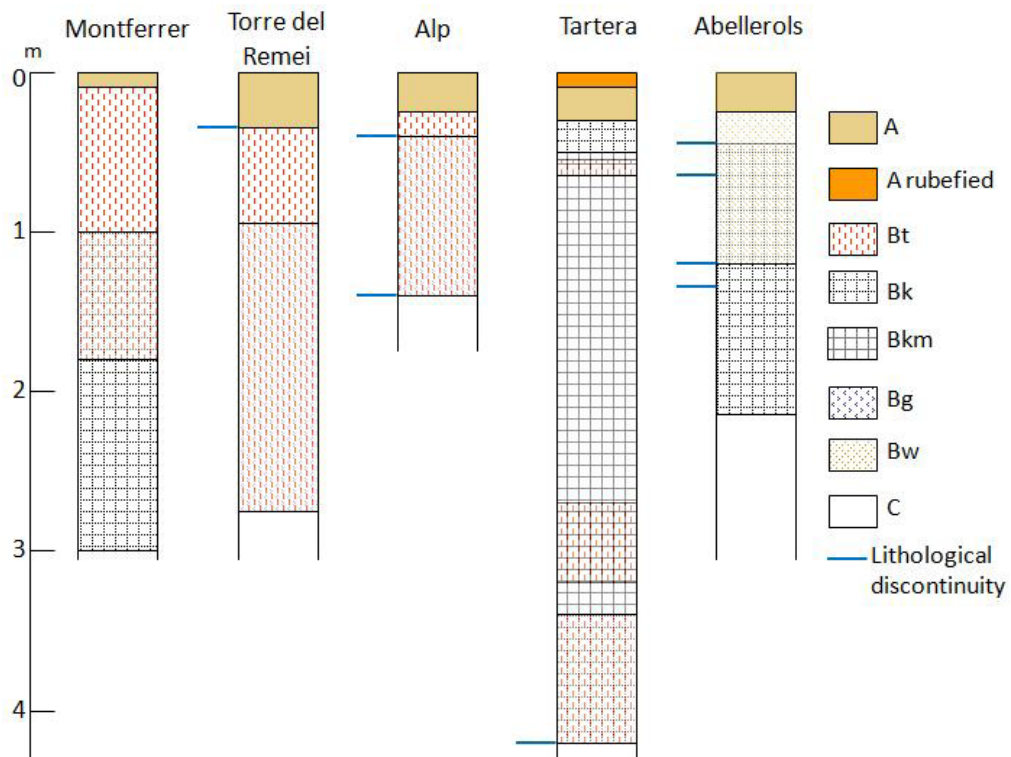 Montferrer
Torre del
Remei
Alp
Tartera
Abellerols
m
0
1
2
3
4
A
A rubefied
Bt
Bk
Bkm
Bg
Bw
C
Lithological
discontinuity